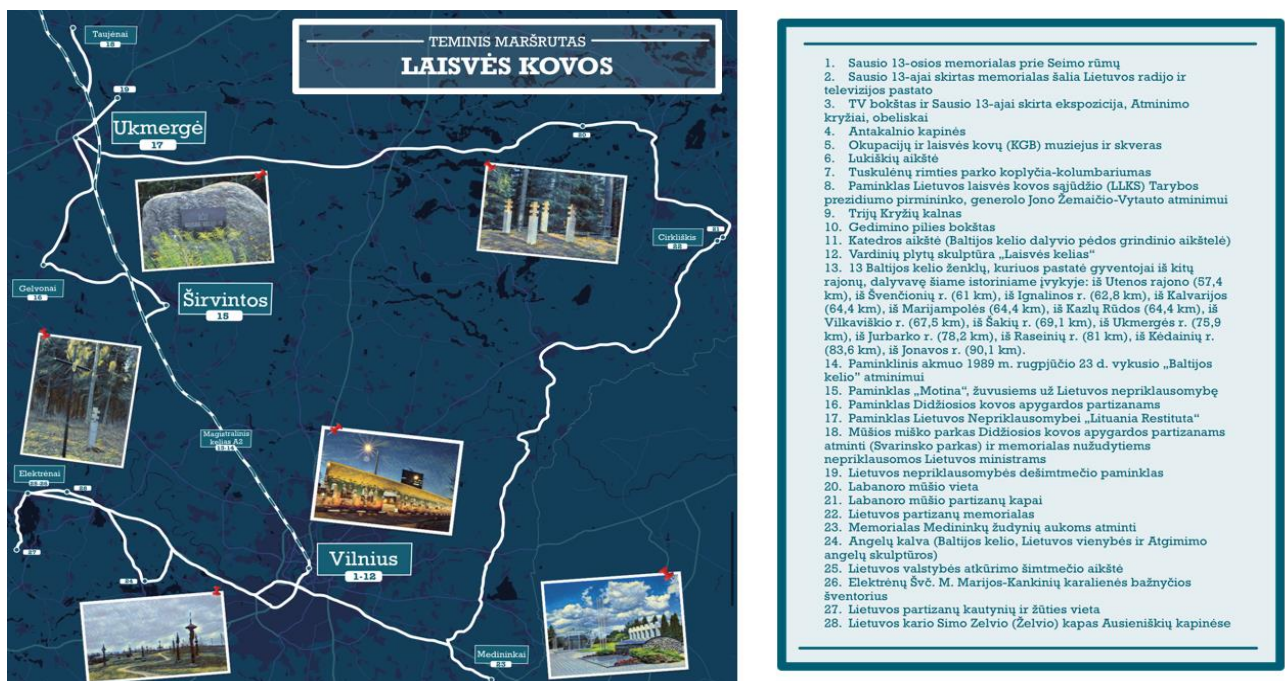 TEMINIS MARŠRUTAS
LAISVĖS KOVOS
Taujėnai
18
19
Ukmergė
17
20
21
Cirkliškis
22
Gelvonai
16
Širvintos
15
Magistralinis
kelias A2
13-14
Elektrėnai
25-26
28
27
24
Vilnius
1-12
Medininkai
23
1. Sausio 13-osios memorialas prie Seimo rūmų
2. Sausio 13-ajai skirtas memorialas šalia Lietuvos radijo ir
televizijos pastato
3. TV bokštas ir Sausio 13-ajai skirta ekspozicija, Atminimo
kryžiai, obeliskai
4. Antakalnio kapinės
5. Okupacijų ir laisvės kovų (KGB) muziejus ir skveras
6. Lukiškių aikštė
7. Tuskulėnų rimties parko koplyčia-kolumbariumas
8. Paminklas Lietuvos laisvės kovos sąjūdžio (LLKS) Tarybos
prezidiumo pirmininko, generolo Jono Žemaičio-Vytauto atminimui
9. Trijų Kryžių kalnas
10. Gedimino pilies bokštas
11. Katedros aikštė (Baltijos kelio dalyvio pėdos grindinio aikštelė)
12. Vardinių plytų skulptūra „Laisvės kelias“
13. 13 Baltijos kelio ženklų, kuriuos pastatė gyventojai iš kitų
rajonų, dalyvavę šiame istoriniame įvykyje: iš Utenos rajono (57,4
km), iš Švenčionių r. (61 km), iš Ignalinos r. (62,8 km), iš Kalvarijos
(64,4 km), iš Marijampolės (64,4 km), iš Kazlų Rūdos (64,4 km), iš
Vilkaviškio r. (67,5 km), iš Šakių r. (69,1 km), iš Ukmergės r. (75,9
km), iš Jurbarko r. (78,2 km), iš Raseinių r. (81 km), iš Kėdainių r.
(83,6 km), iš Jonavos r. (90,1 km).
14. Paminklinis akmuo 1989 m. rugpjūčio 23 d. vykusio „Baltijos
kelio” atminimui
15. Paminklas „Motina“, žuvusiems už Lietuvos nepriklausomybę
16. Paminklas Didžiosios kovos apygardos partizanams
17. Paminklas Lietuvos Nepriklausomybei „Lituania Restituta“
18. Mūšios miško parkas Didžiosios kovos apygardos partizanams
atminti (Svarinsko parkas) ir memorialas nužudytiems
nepriklausomos Lietuvos ministrams
19. Lietuvos nepriklausomybės dešimtmečio paminklas
20. Labanoro mūšio vieta
21. Labanoro mūšio partizanų kapai
22. Lietuvos partizanų memorialas
23. Memorialas Medininkų žudynių aukoms atminti
24. Angelų kalva (Baltijos kelio, Lietuvos vienybės ir Atgimimo
angelų skulptūros)
25. Lietuvos valstybės atkūrimo šimtmečio aikštė
26. Elektrėnų Švč. M. Marijos-Kankinių karalienės bažnyčios
šventorius
27. Lietuvos partizanų kautynių ir žūties vieta
28. Lietuvos kario Simo Zelvio (Želvio) kapas Ausieniškių kapinėse